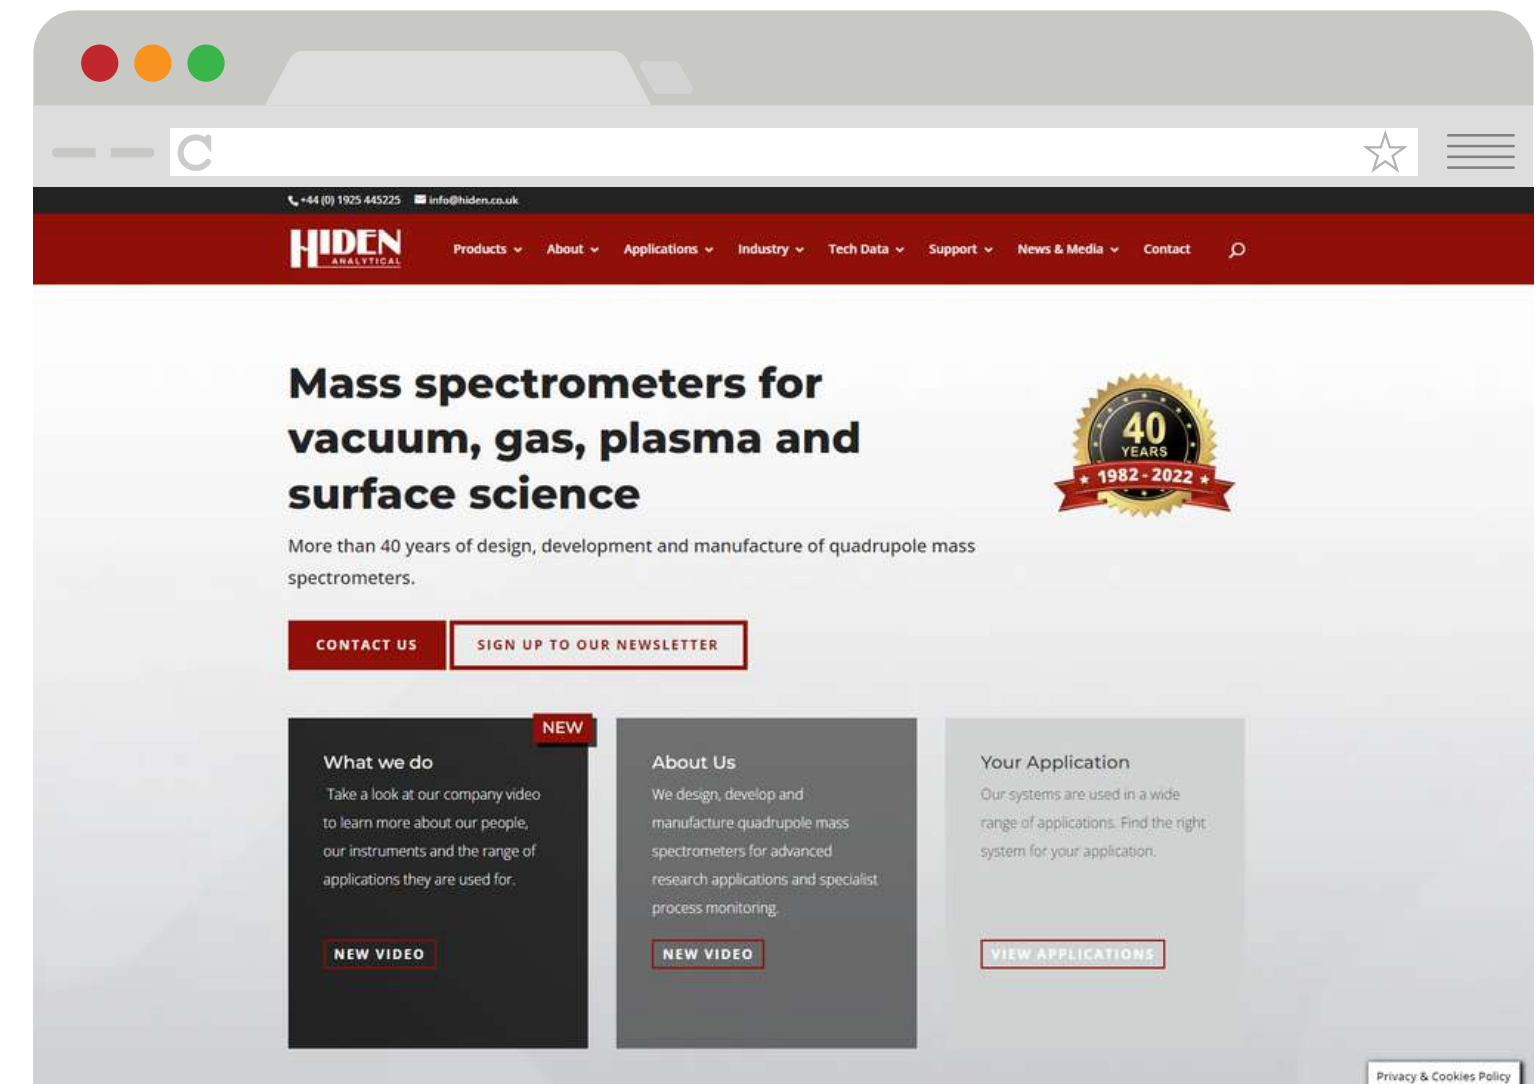 +44 (0) 1925 445225 info@hiden.co.uk
HIDEN
ANALYTICAL
Products About Applications Industry Tech Data Support News & Media Contact
Mass spectrometers for
vacuum, gas, plasma and
surface science
40
YEARS
1982 - 2022
More than 40 years of design, development and manufacture of quadrupole mass
spectrometers.
CONTACT US
SIGN UP TO OUR NEWSLETTER
NEW
What we do
Take a look at our company video
to learn more about our people,
our instruments and the range of
applications they are used for.
NEW VIDEO
About Us
We design, develop and
manufacture quadrupole mass
spectrometers for advanced
research applications and specialist
process monitoring.
NEW VIDEO
Your Application
Our systems are used in a wide
range of applications. Find the right
system for your application.
VIEW APPLICATIONS
Privacy & Cookies Policy